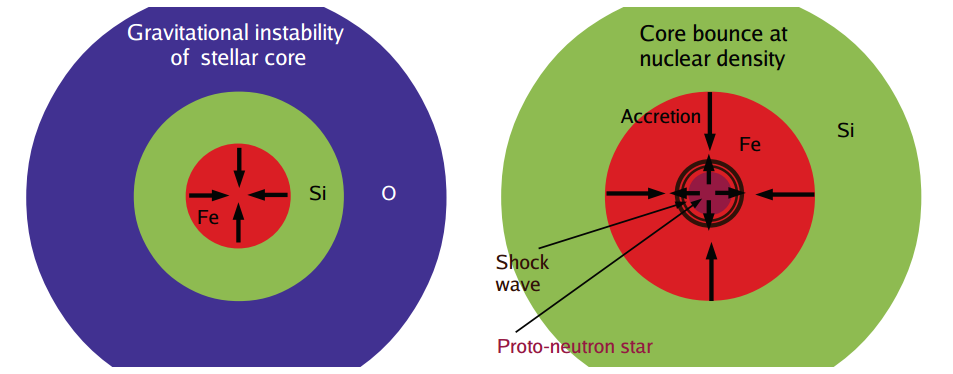 Gravitational instability
of stellar core
Si
O
Fe
Core bounce at
nuclear density
Accretion
Si
Fe
Shock
wave
Proto-neutron star